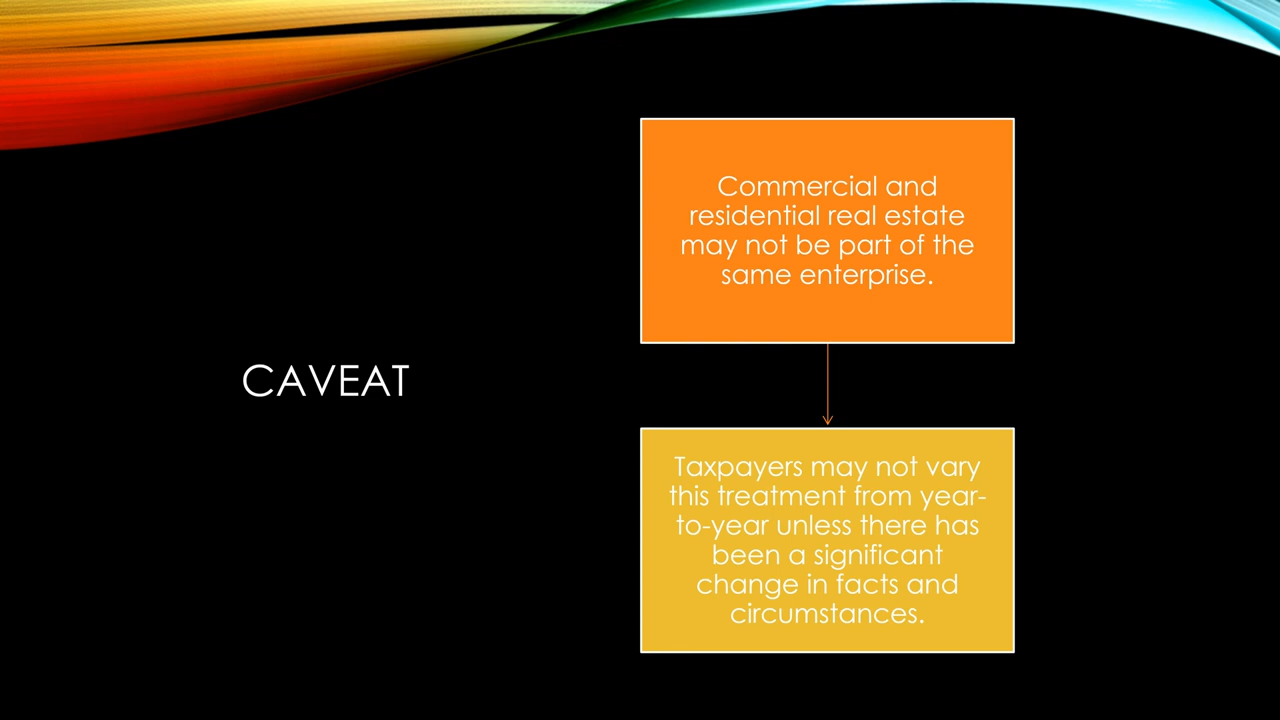 CAVEAT
Commercial and
residential real estate
may not be part of the
same enterprise.
Taxpayers may not vary
this treatment from year-
to-year unless there has
been a significant
change in facts and
circumstances.